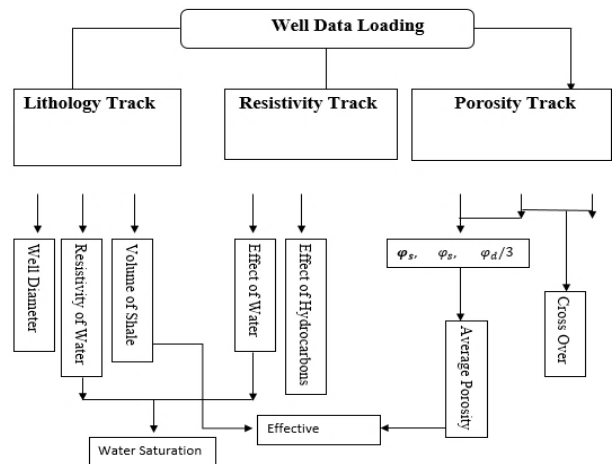 Well Data Loading
Lithology Track
Resistivity Track
Porosity Track
Well Diameter
Resistivity
of Water
Volume of Shale
Effect of Water
Effect of Hydrocarbons
φₛ, φₛ, φ_d/3
Average Porosity
Cross Over
Effective
Water Saturation